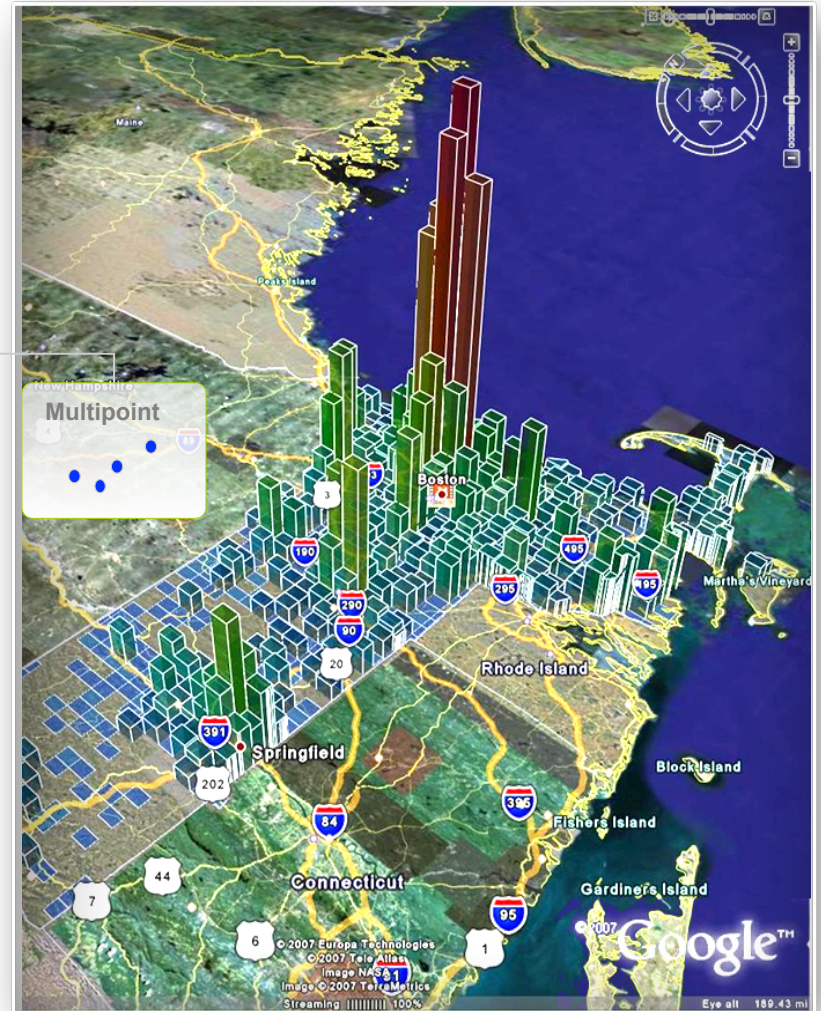 Maine
Peaks Island
New Hampshire
Multipoint
89
3
3
Boston
190
495
295
195
Martha's Vineyard
290
90
20
Rhode Island
391
Springfield
202
Block Island
395
84
Fishers Island
44
Connecticut
Gardiners Island
7
95
6
1
© 2007 Google™
© 2007 Europa Technologies
© 2007 Tele Atlas
Image NASA
Image © 2007 TerraMetrics
Streaming |||||||||| 100%
Eye alt 189.43 mi